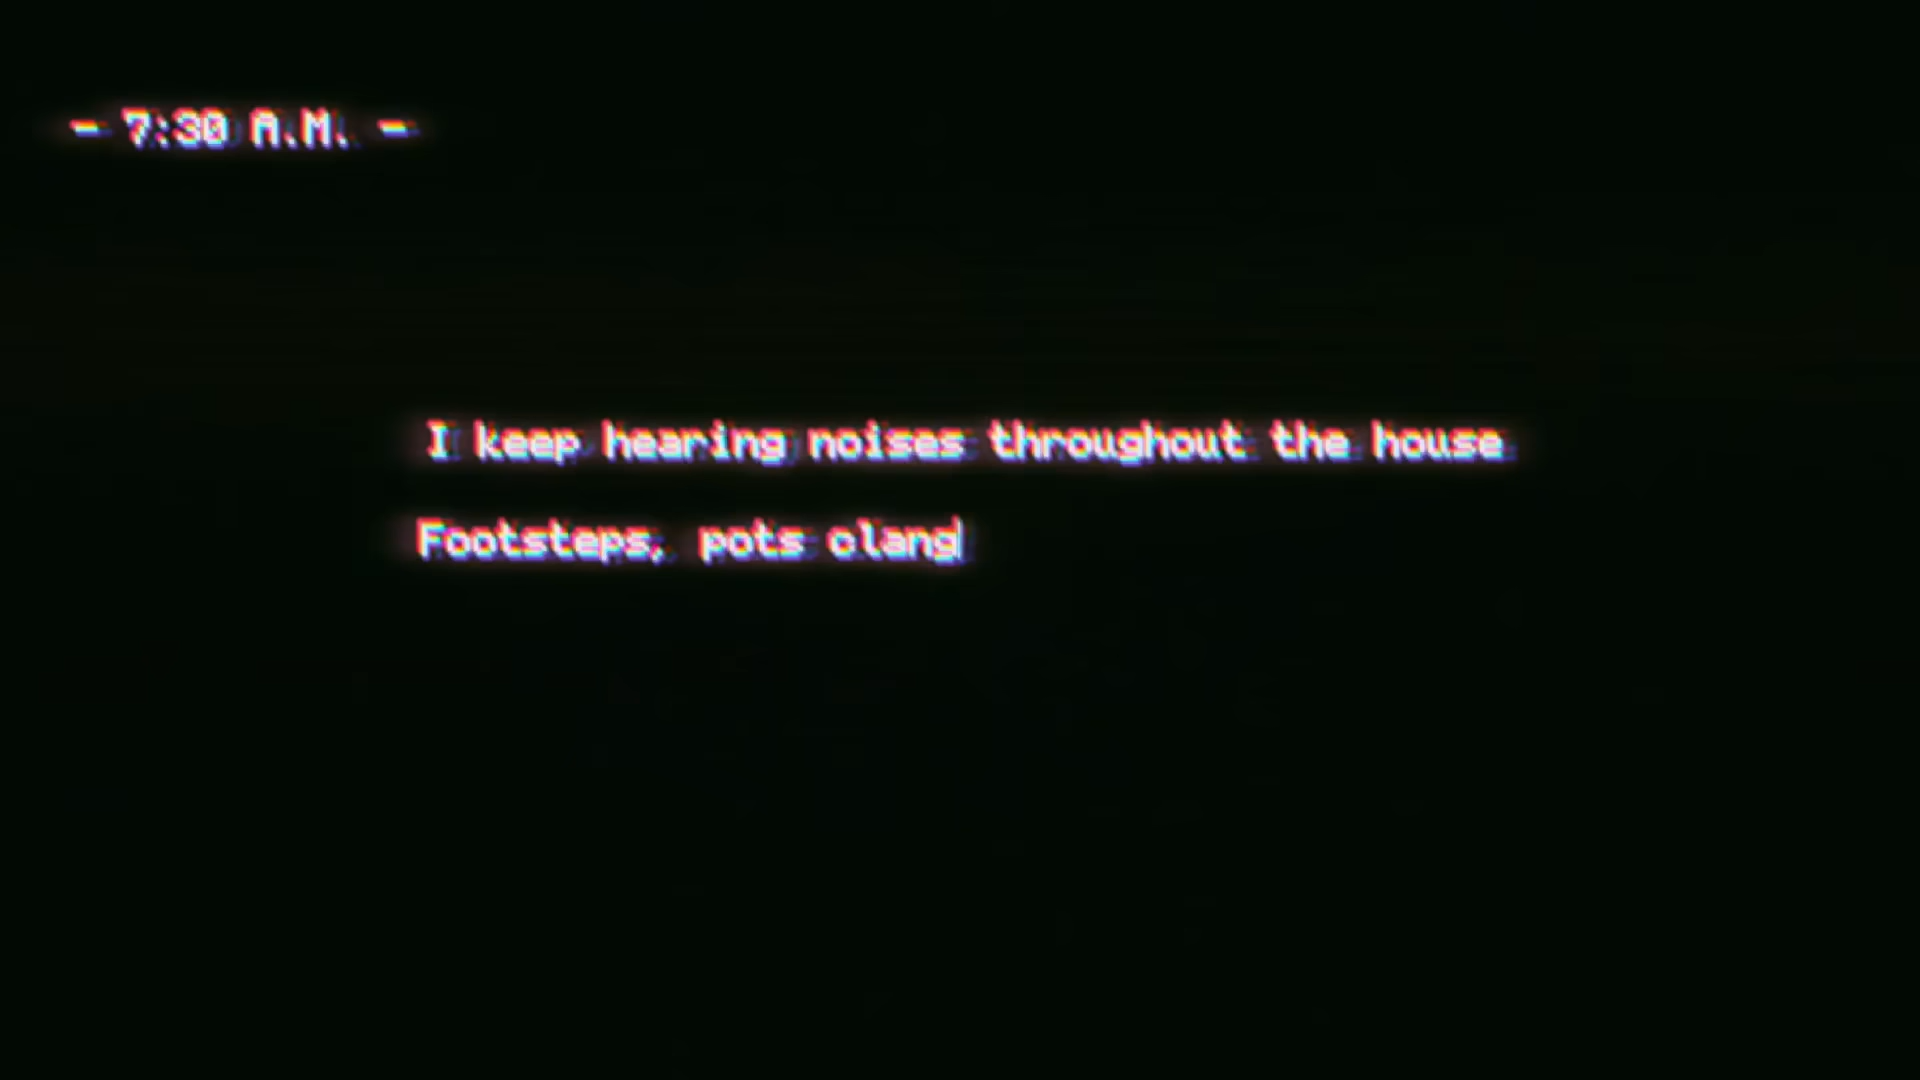 - 7:30 A.M. -
I keep hearing noises throughout the house
Footsteps, pots clang